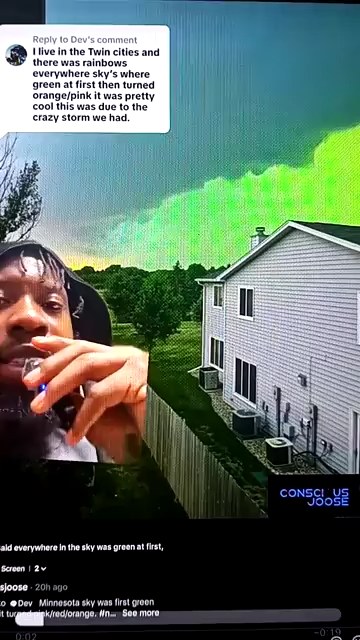 Reply to Dev's comment
I live in the Twin cities and
there was rainbows
everywhere sky's where
green at first then turned
orange/pink it was pretty
cool this was due to the
crazy storm we had.
CONSCI US
JOOSE
aid everywhere in the sky was green at first,
Screen | 2
sjoose · 20h ago
Dev Minnesota sky was first green
it turned pink/red/orange. #n... See more
0:02
-0:19